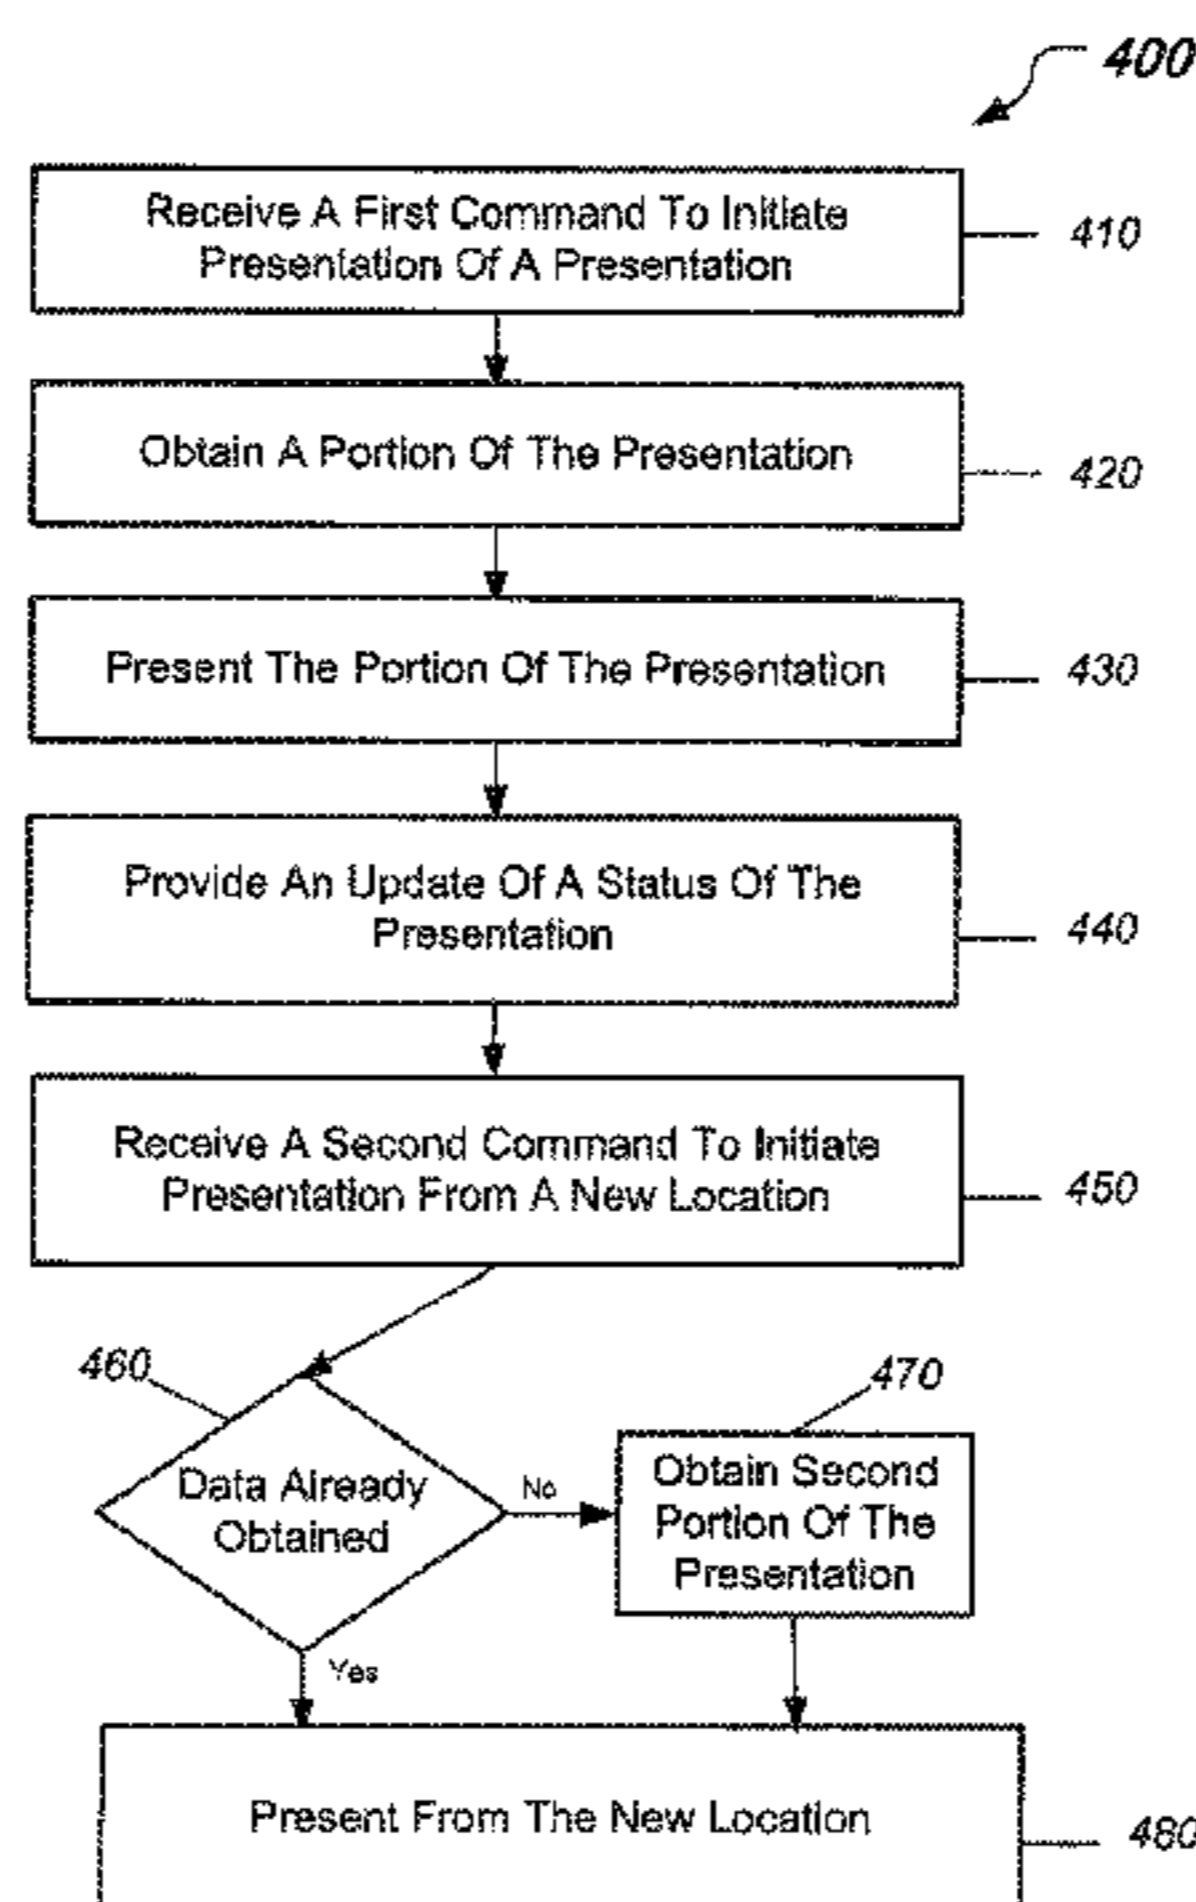 400
Receive A First Command To Initiate
Presentation Of A Presentation
410
Obtain A Portion Of The Presentation
420
Present The Portion Of The Presentation
430
Provide An Update Of A Status Of The
Presentation
440
Receive A Second Command To Initiate
Presentation From A New Location
450
460
Data Already
Obtained
No
Yes
470
Obtain Second
Portion Of The
Presentation
Present From The New Location
480